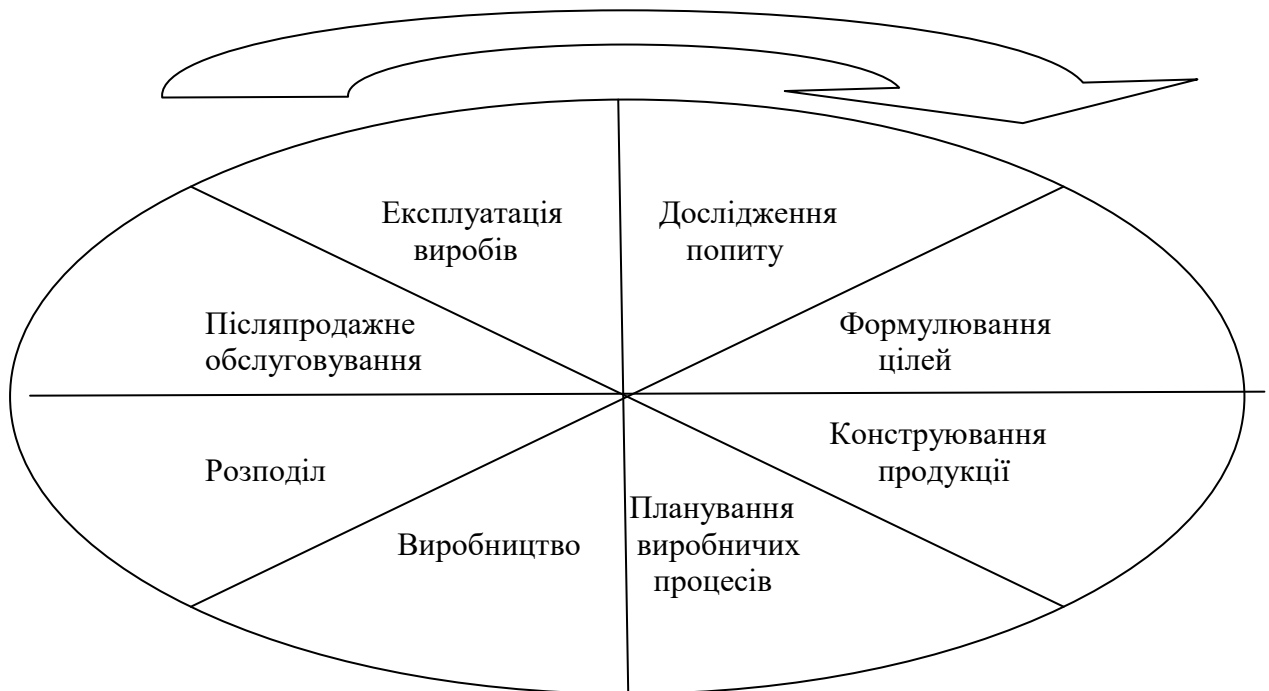 Експлуатація
виробів
Дослідження
попиту
Формулювання
цілей
Конструювання
продукції
Планування
виробничих
процесів
Виробництво
Розподіл
Післяпродажне
обслуговування